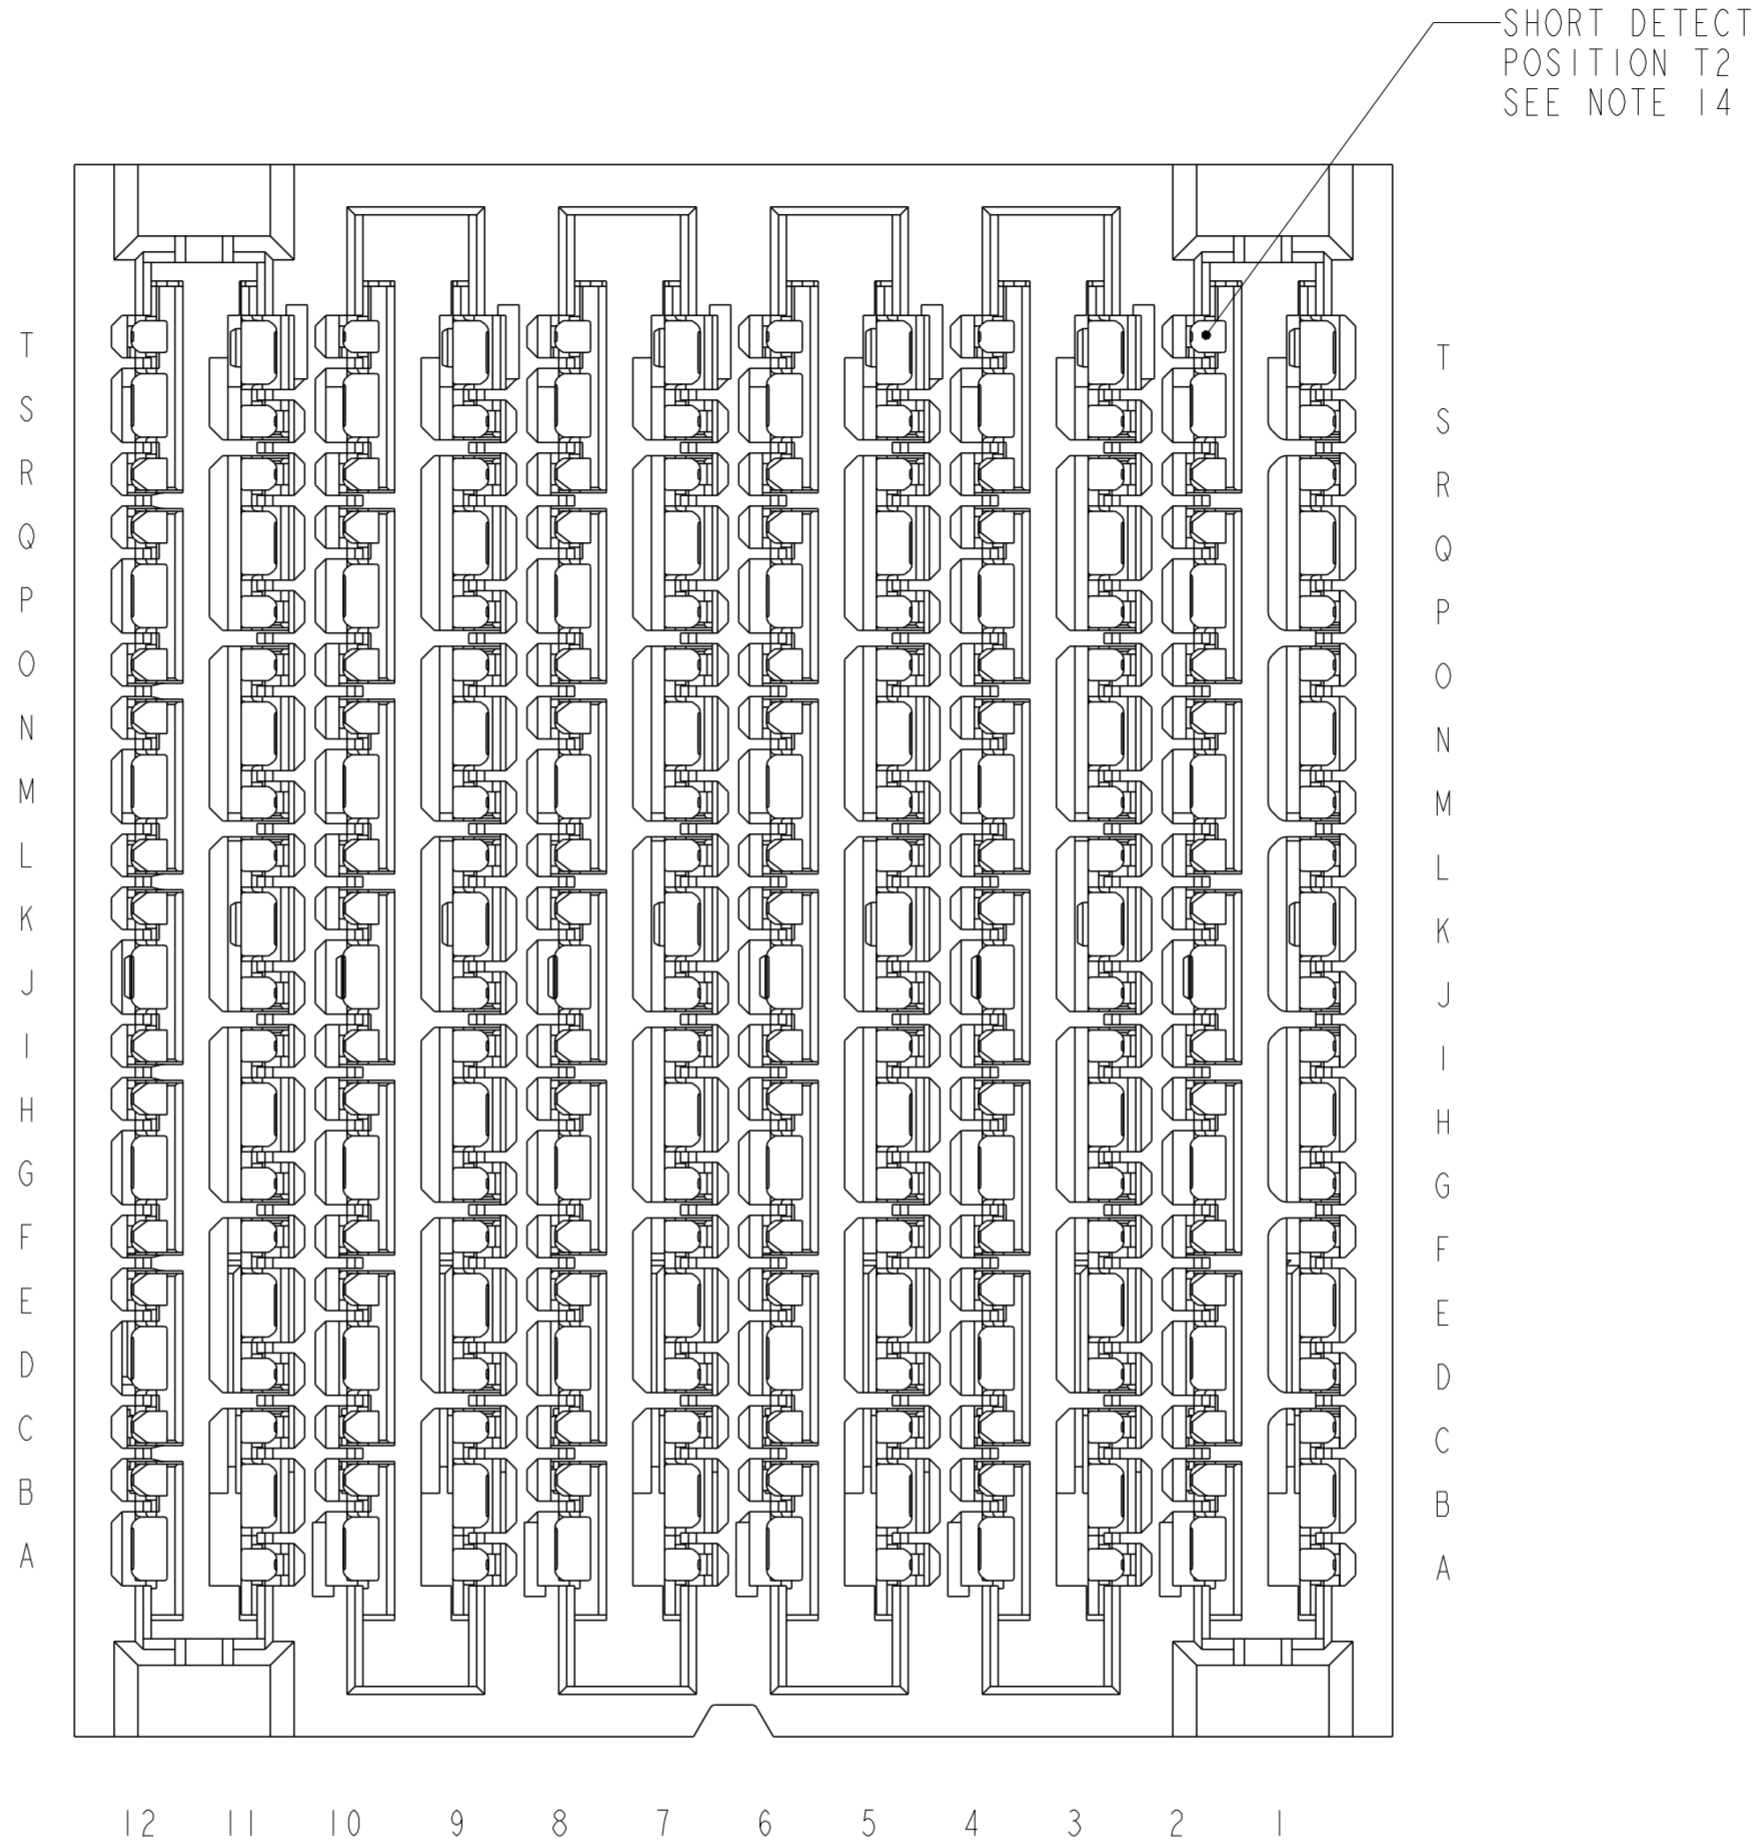 SHORT DETECT
POSITION T2
SEE NOTE 14
T T
S S
R R
Q Q
P P
O O
N N
M M
L L
K K
J J
I I
H H
G G
F F
E E
D D
C C
B B
A A
12 11 10 9 8 7 6 5 4 3 2 1